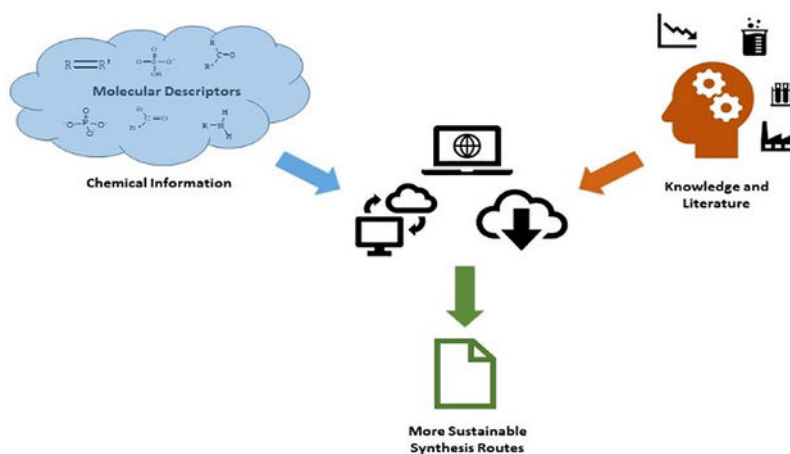 Molecular Descriptors
Chemical Information
Knowledge and
Literature
More Sustainable
Synthesis Routes